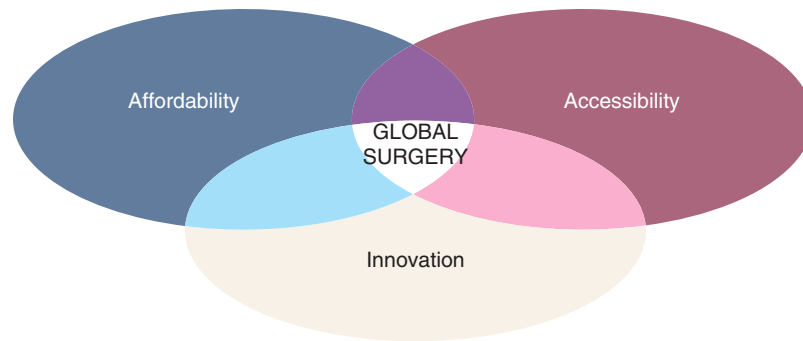 Affordability
Accessibility
GLOBAL
SURGERY
Innovation